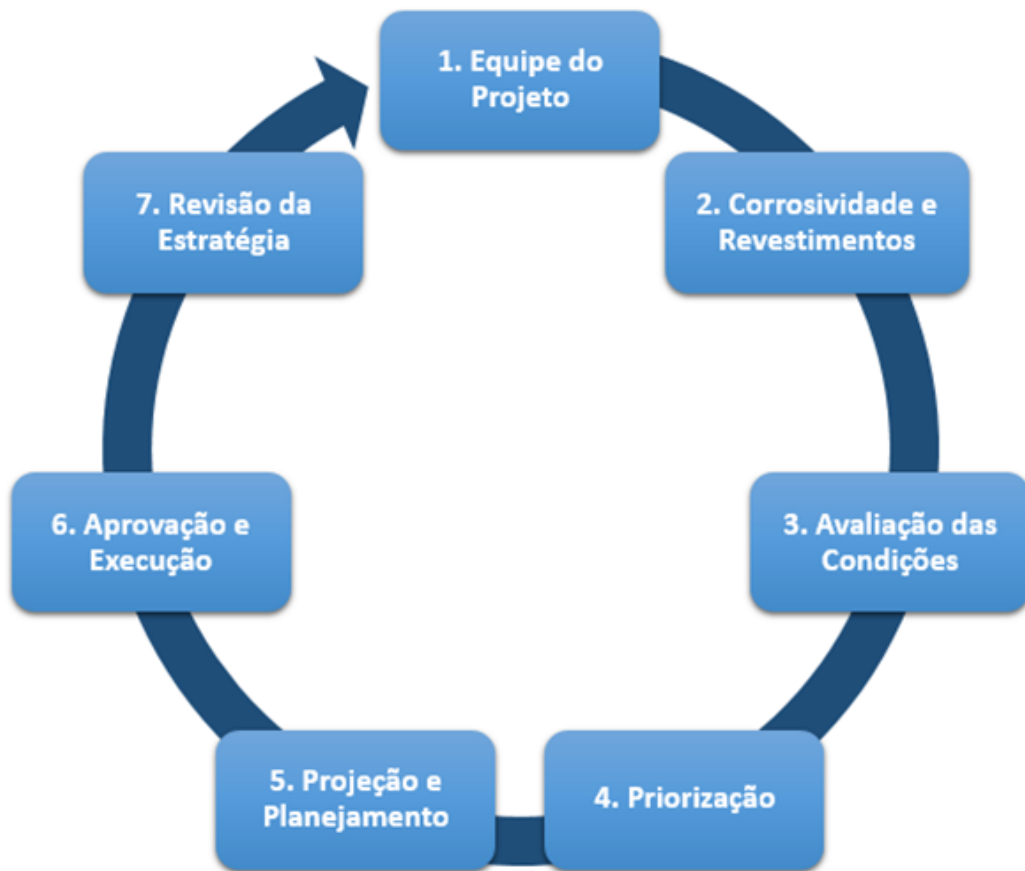 1. Equipe do
Projeto
2. Corrosividade e
Revestimentos
3. Avaliação das
Condições
4. Priorização
5. Projeção e
Planejamento
6. Aprovação e
Execução
7. Revisão da
Estratégia